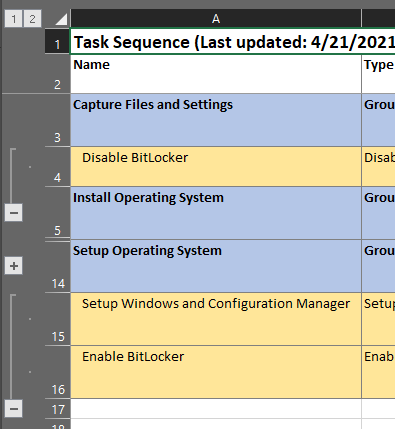 1 2
A
1 Task Sequence (Last updated: 4/21/2021
2 Name Type
3 Capture Files and Settings Grou
4 Disable BitLocker Disab
5 Install Operating System Grou
14 Setup Operating System Grou
15 Setup Windows and Configuration Manager Setup
16 Enable BitLocker Enab
17
18